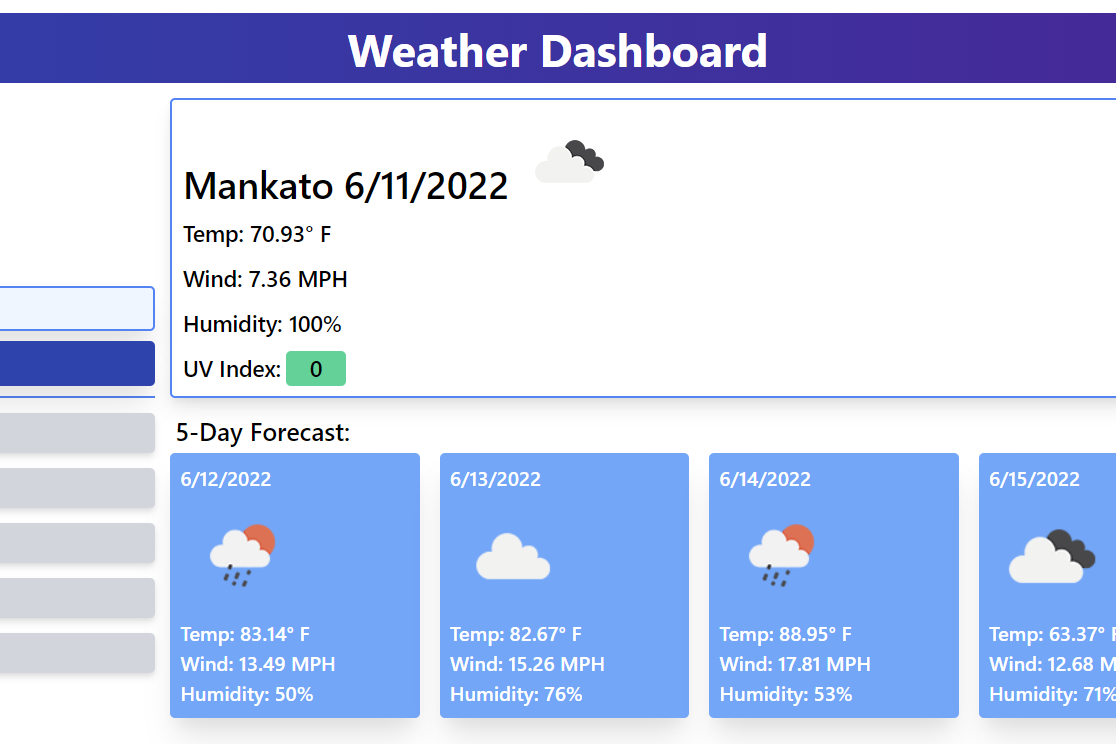 Weather Dashboard
Mankato 6/11/2022
Temp: 70.93° F
Wind: 7.36 MPH
Humidity: 100%
UV Index: 0
5-Day Forecast:
6/12/2022
Temp: 83.14° F
Wind: 13.49 MPH
Humidity: 50%
6/13/2022
Temp: 82.67° F
Wind: 15.26 MPH
Humidity: 76%
6/14/2022
Temp: 88.95° F
Wind: 17.81 MPH
Humidity: 53%
6/15/2022
Temp: 63.37° F
Wind: 12.68 M
Humidity: 71%